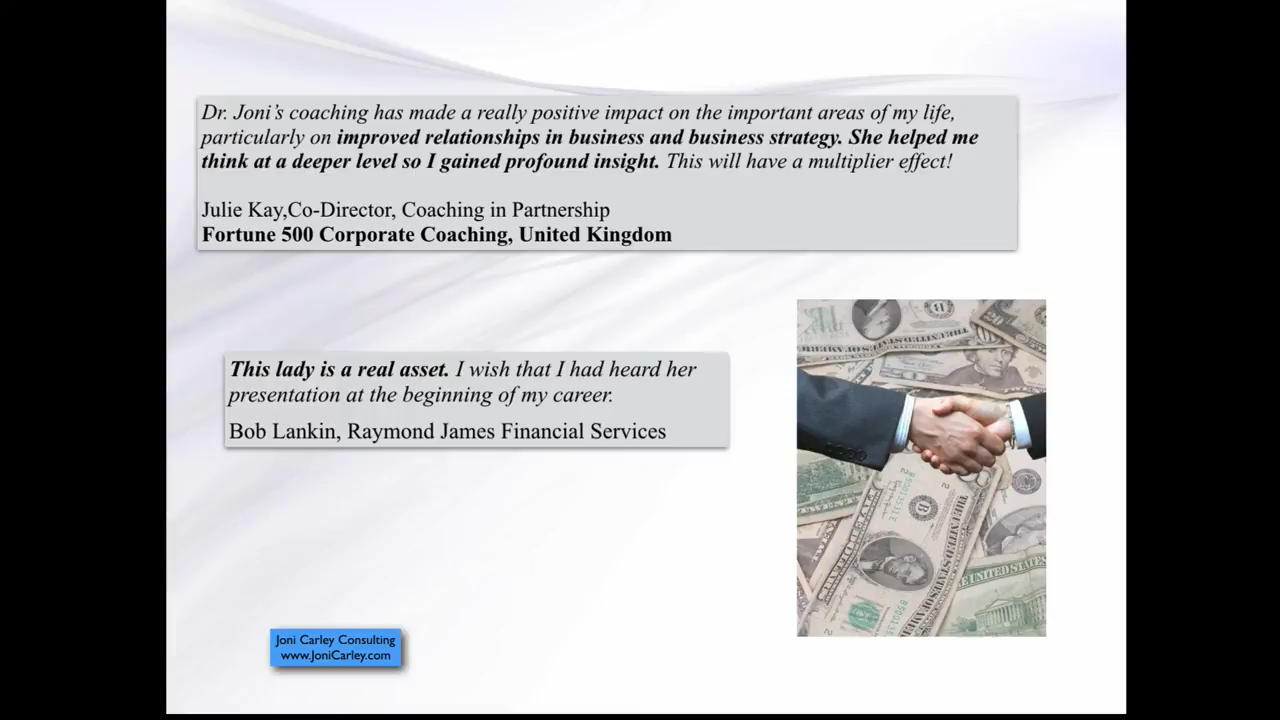 Dr. Joni's coaching has made a really positive impact on the important areas of my life,
particularly on improved relationships in business and business strategy. She helped me
think at a deeper level so I gained profound insight. This will have a multiplier effect!
Julie Kay,Co-Director, Coaching in Partnership
Fortune 500 Corporate Coaching, United Kingdom
This lady is a real asset. I wish that I had heard her
presentation at the beginning of my career.
Bob Lankin, Raymond James Financial Services
Joni Carley Consulting
www.JoniCarley.com